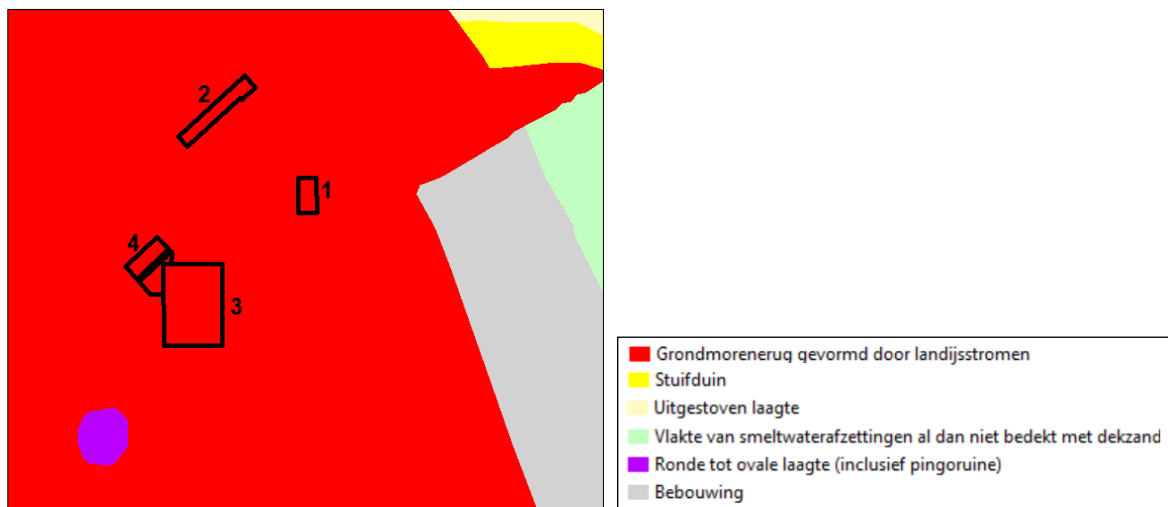 2
1
4
3
Grondmorenerug gevormd door landijsstromen
Stuifduin
Uitgestoven laagte
Vlakte van smeltwaterafzettingen al dan niet bedekt met dekzand
Ronde tot ovale laagte (inclusief pingoruine)
Bebouwing